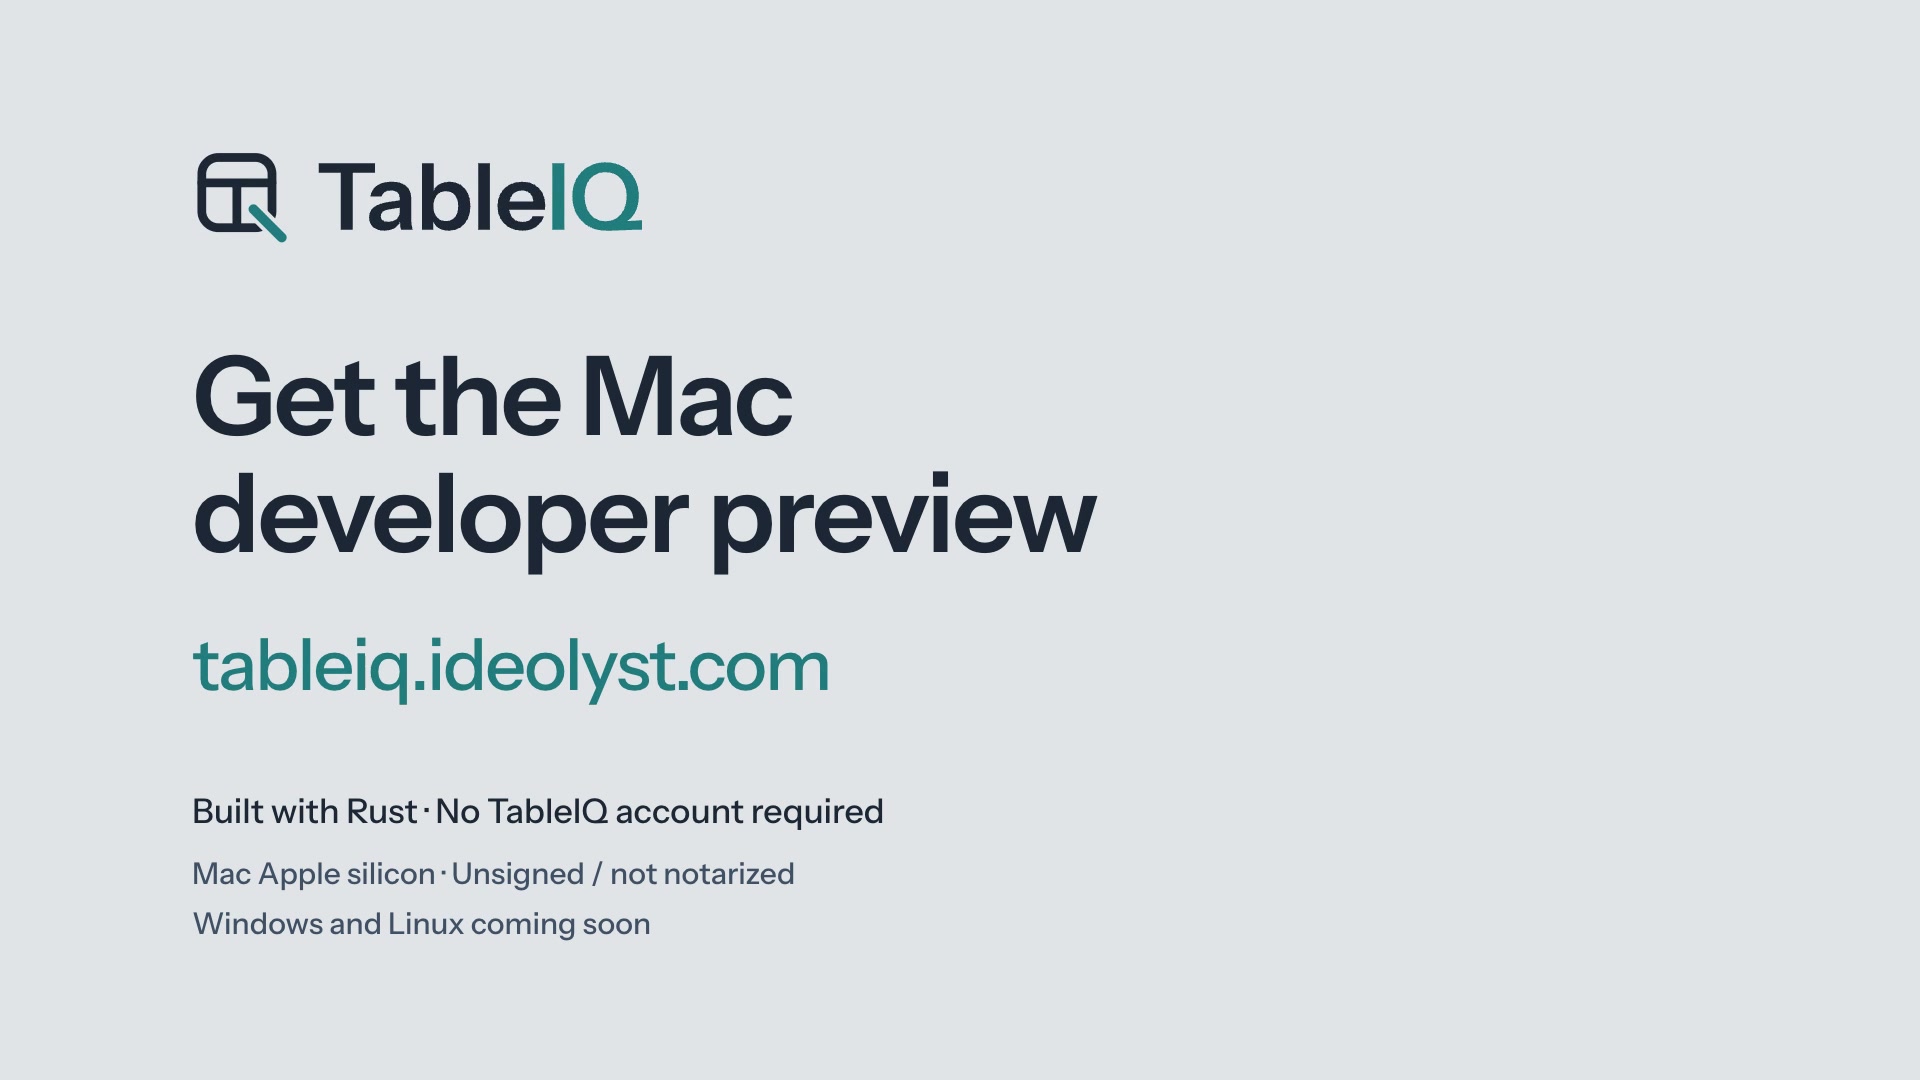 TableIQ
Get the Mac
developer preview
tableiq.ideolyst.com
Built with Rust · No TableIQ account required
Mac Apple silicon · Unsigned / not notarized
Windows and Linux coming soon